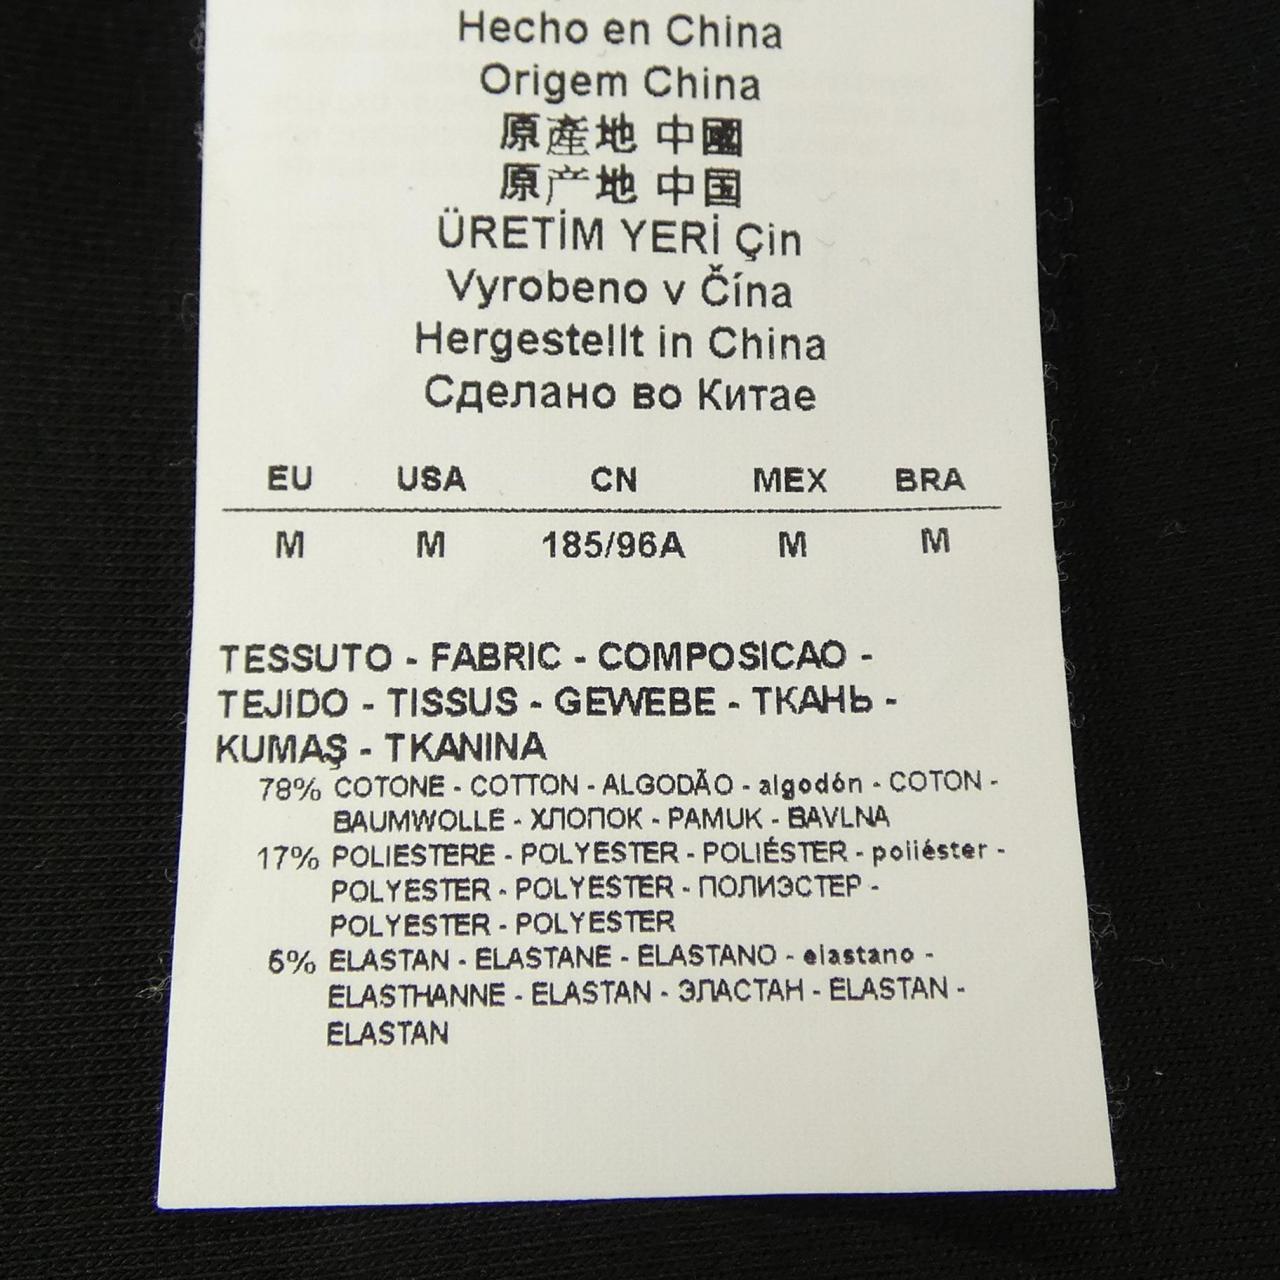 Hecho en China
Origem China
原產地 中國
原产地 中国
ÜRETİM YERİ Çin
Vyrobeno v Čína
Hergestellt in China
Сделано во Китае
EU USA CN MEX BRA
M M 185/96A M M
TESSUTO - FABRIC - COMPOSICAO -
TEJIDO - TISSUS - GEWEBE - ТКАНЬ -
KUMAŞ - TKANINA
78% COTONE - COTTON - ALGODÃO - algodón - COTON -
BAUMWOLLE - ХЛОПОК - PAMUK - BAVLNA
17% POLIESTERE - POLYESTER - POLIÉSTER - poliéster -
POLYESTER - POLYESTER - ПОЛИЭСТЕР -
POLYESTER - POLYESTER
5% ELASTAN - ELASTANE - ELASTANO - elastano -
ELASTHANNE - ELASTAN - ЭЛАСТАН - ELASTAN -
ELASTAN